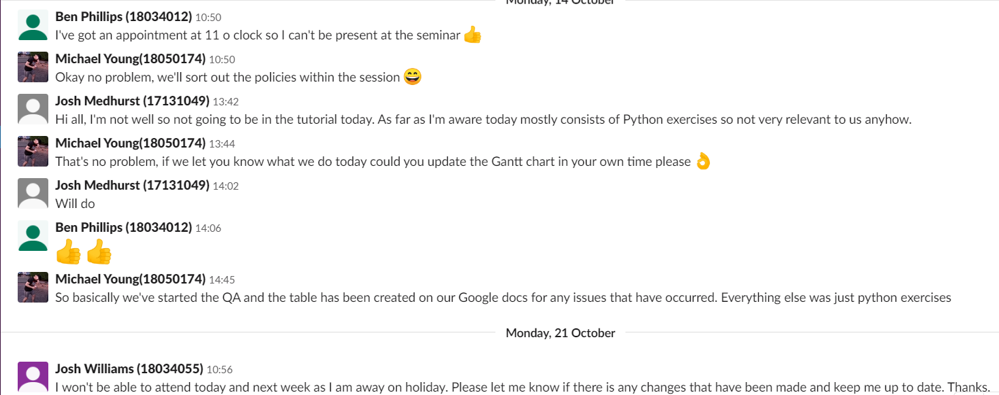 Monday, 14 October
Ben Phillips (18034012) 10:50
I've got an appointment at 11 o clock so I can't be present at the seminar 👍
Michael Young(18050174) 10:50
Okay no problem, we'll sort out the policies within the session 😄
Josh Medhurst (17131049) 13:42
Hi all, I'm not well so not going to be in the tutorial today. As far as I'm aware today mostly consists of Python exercises so not very relevant to us anyhow.
Michael Young(18050174) 13:44
That's no problem, if we let you know what we do today could you update the Gantt chart in your own time please 👌
Josh Medhurst (17131049) 14:02
Will do
Ben Phillips (18034012) 14:06
👍 👍
Michael Young(18050174) 14:45
So basically we've started the QA and the table has been created on our Google docs for any issues that have occurred. Everything else was just python exercises
Monday, 21 October
Josh Williams (18034055) 10:56
I won't be able to attend today and next week as I am away on holiday. Please let me know if there is any changes that have been made and keep me up to date. Thanks.